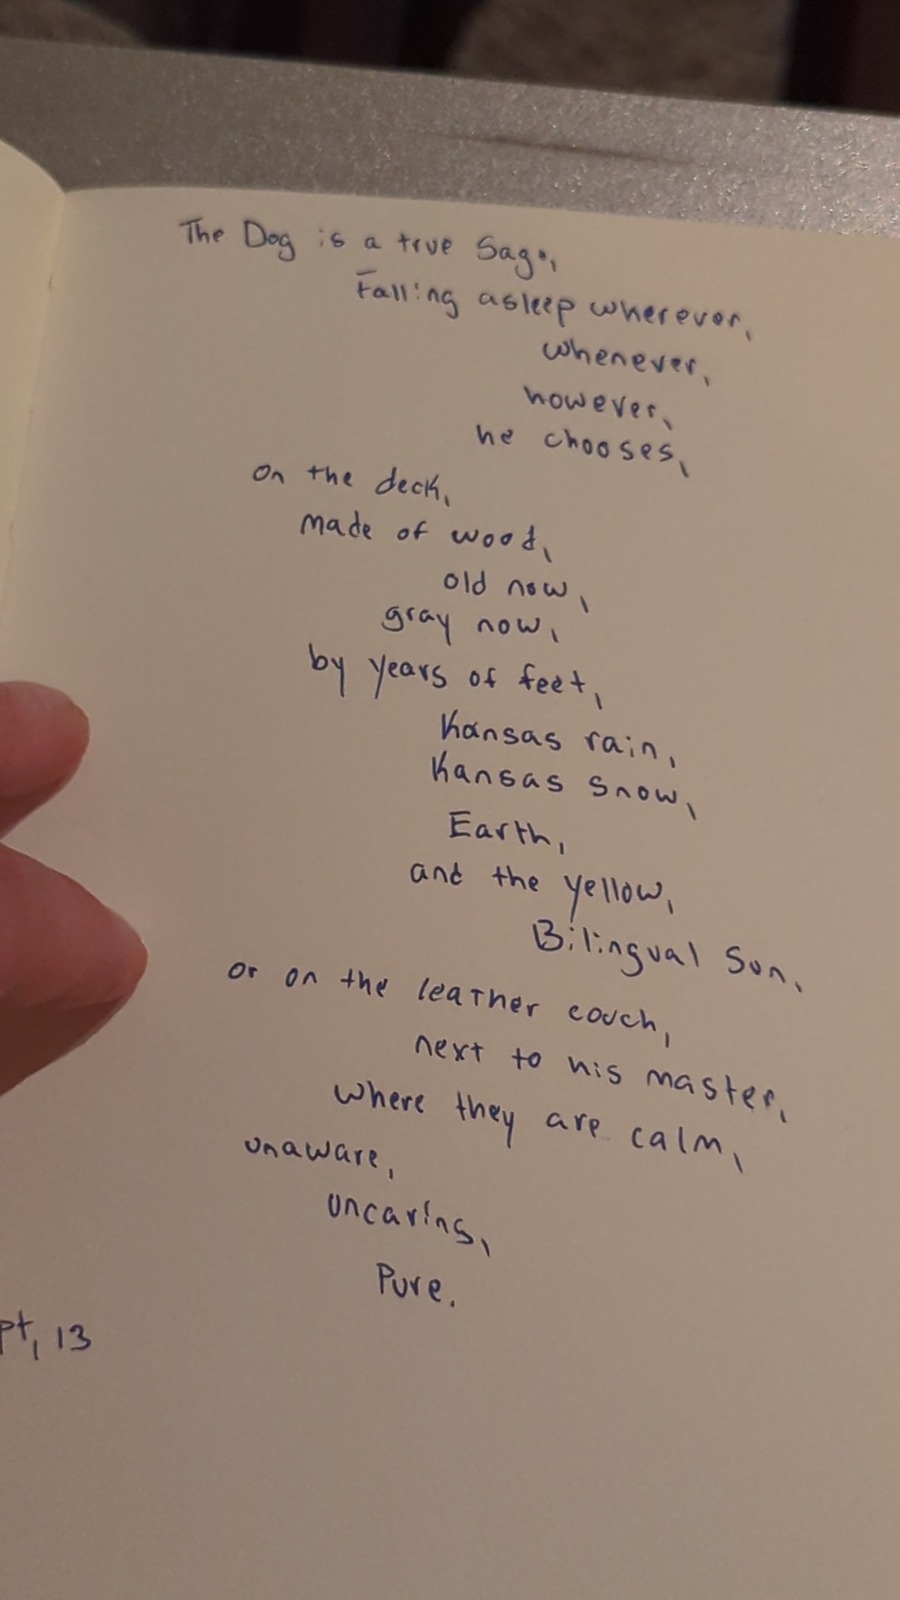 The Dog is a true Sage,
Falling asleep wherever,
whenever,
however,
he chooses,
on the deck,
made of wood,
old now,
gray now,
by years of feet,
Kansas rain,
Kansas snow,
Earth,
and the yellow,
Bilingual Sun,
or on the leather couch,
next to his master,
where they are calm,
unaware,
uncaring,
Pure.
pt, 13